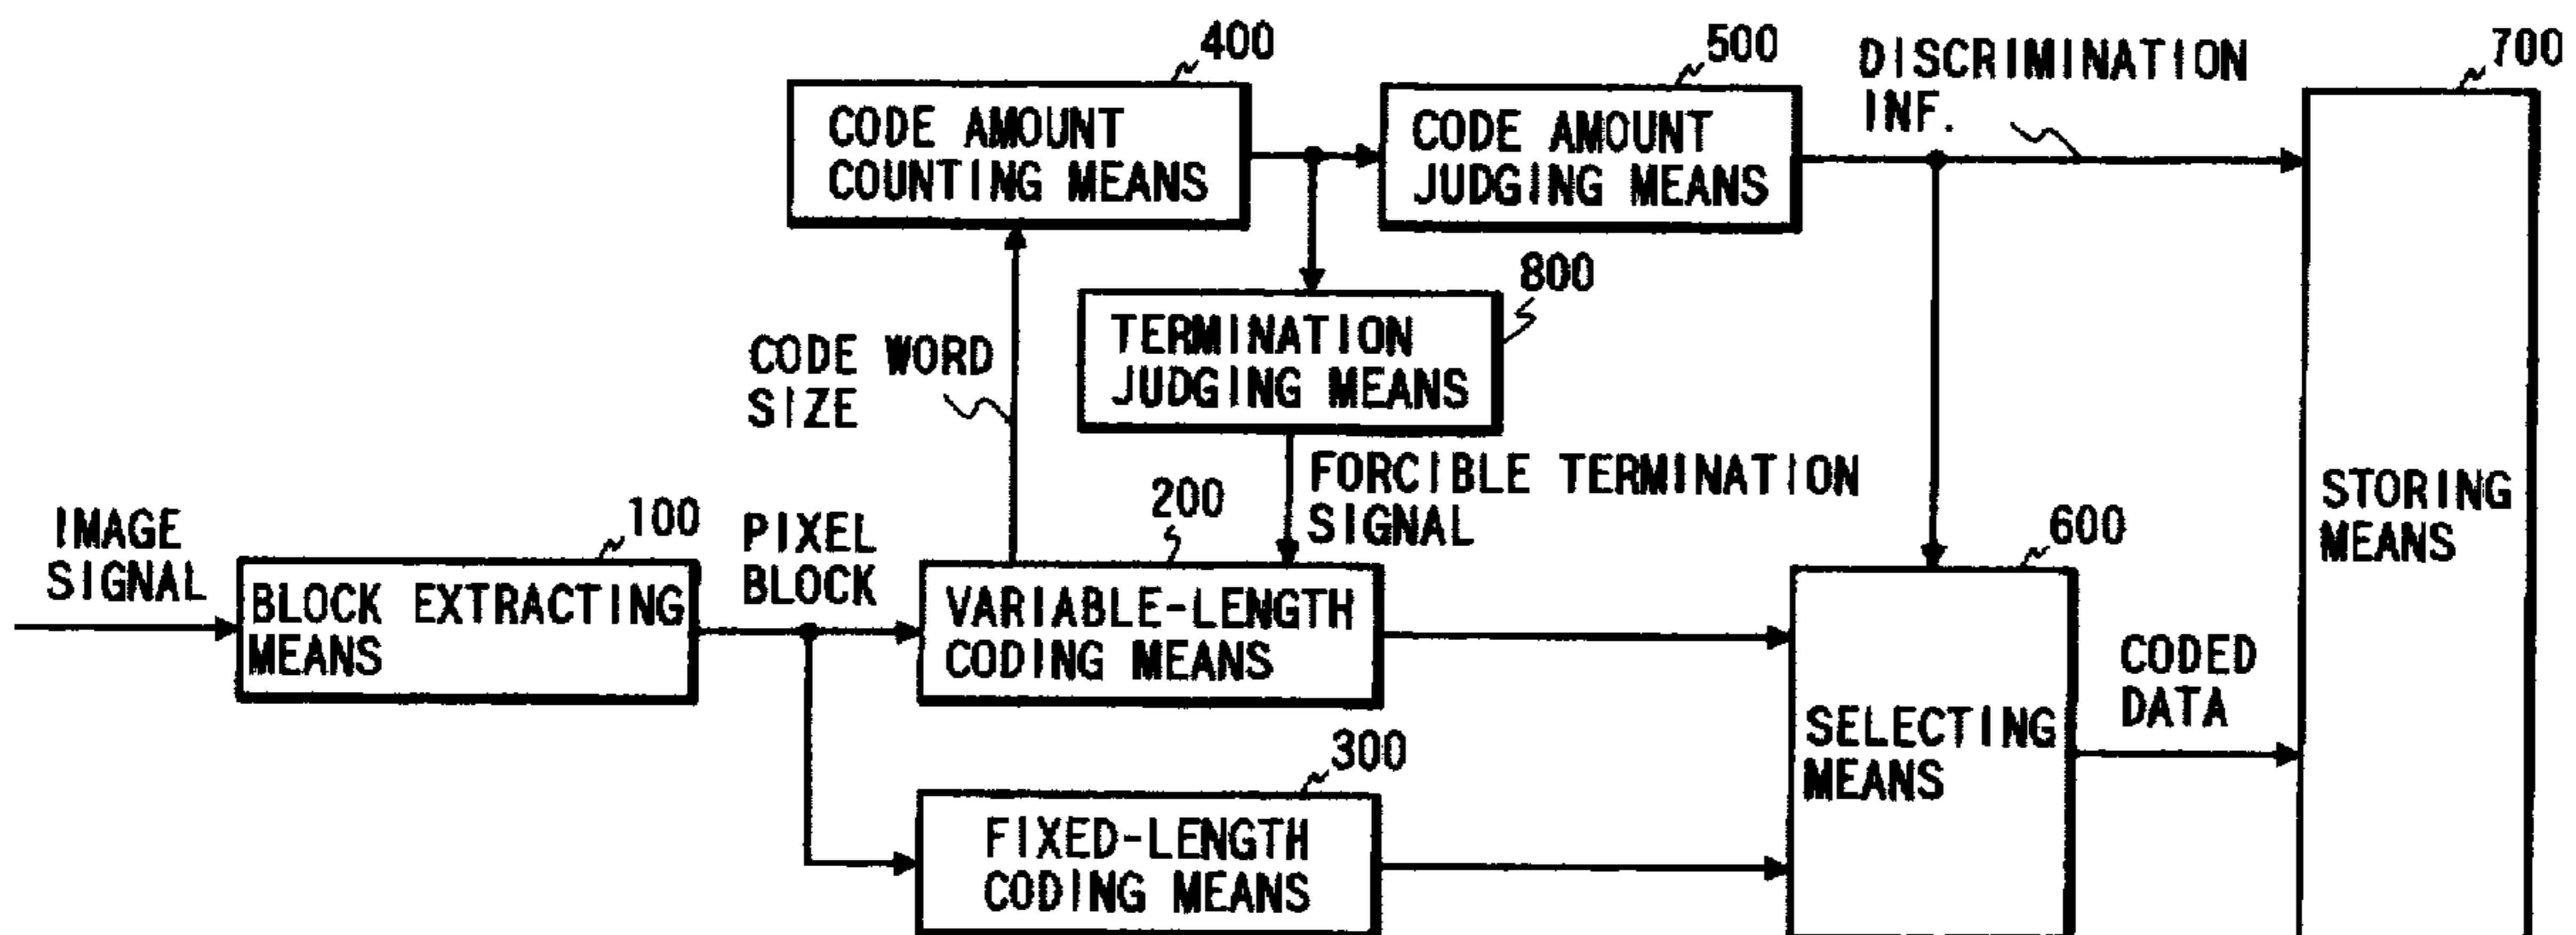 400
500
DISCRIMINATION
INF.
700
CODE AMOUNT
COUNTING MEANS
CODE AMOUNT
JUDGING MEANS
800
TERMINATION
JUDGING MEANS
CODE WORD
SIZE
FORCIBLE TERMINATION
SIGNAL
STORING
MEANS
IMAGE
SIGNAL
100
PIXEL
BLOCK
200
600
BLOCK EXTRACTING
MEANS
VARIABLE-LENGTH
CODING MEANS
CODED
DATA
SELECTING
MEANS
300
FIXED-LENGTH
CODING MEANS